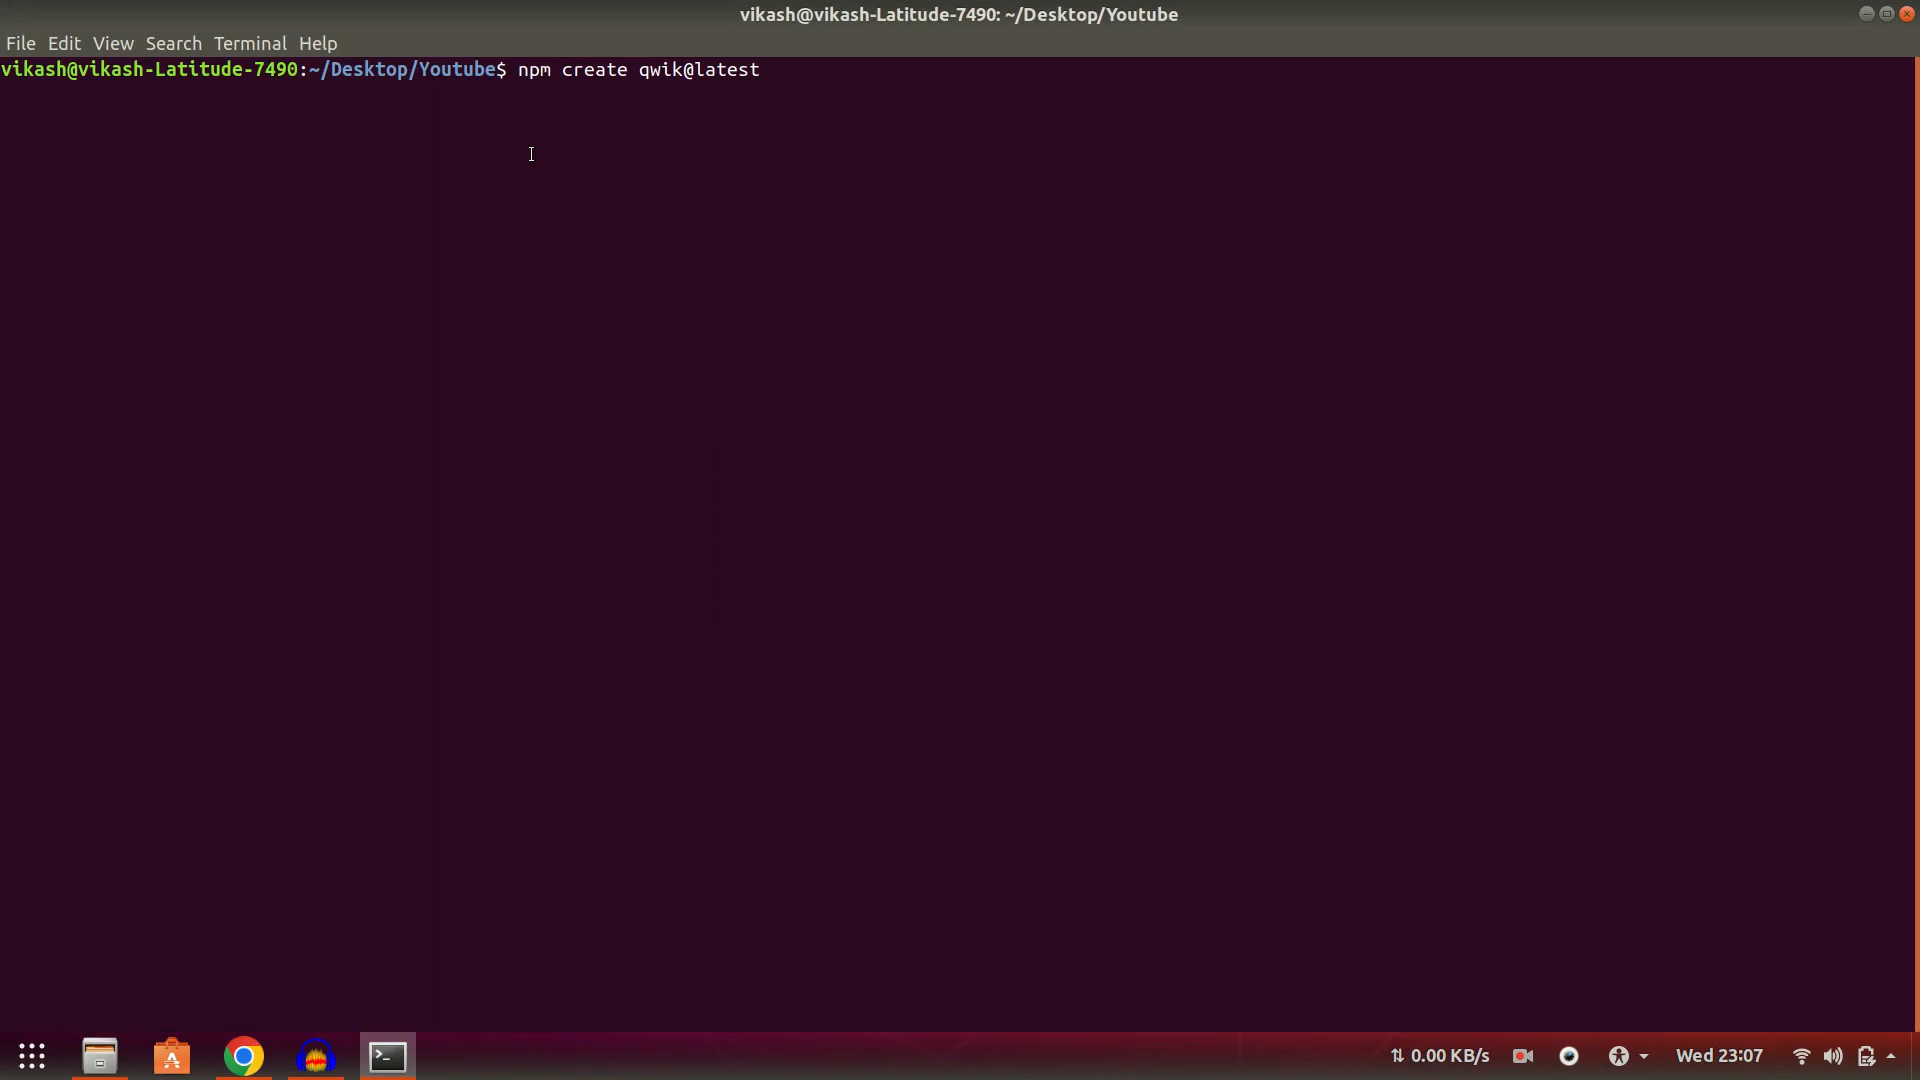 vikash@vikash-Latitude-7490: ~/Desktop/Youtube
File Edit View Search Terminal Help
vikash@vikash-Latitude-7490:~/Desktop/Youtube$ npm create qwik@latest
0.00 KB/s Wed 23:07